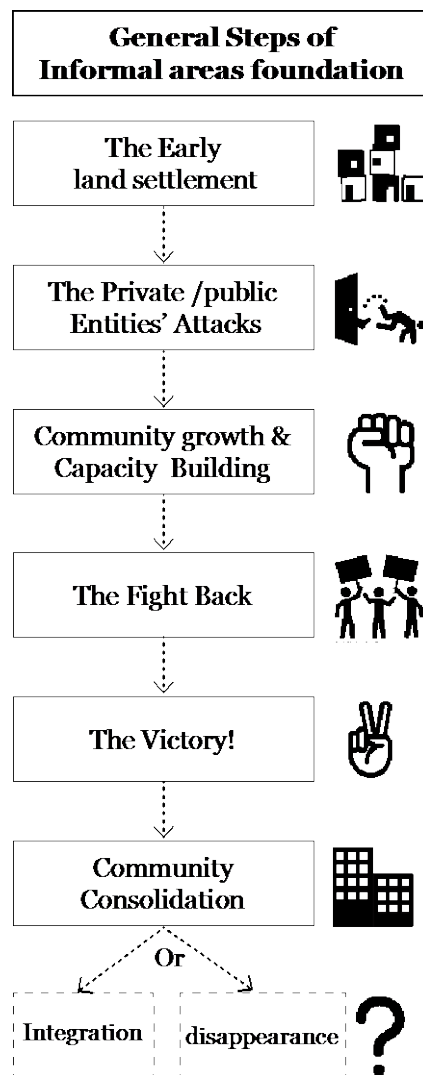 General Steps of
Informal areas foundation
The Early
land settlement
The Private /public
Entities' Attacks
Community growth &
Capacity Building
The Fight Back
The Victory!
Community
Consolidation
Or
Integration
disappearance
?